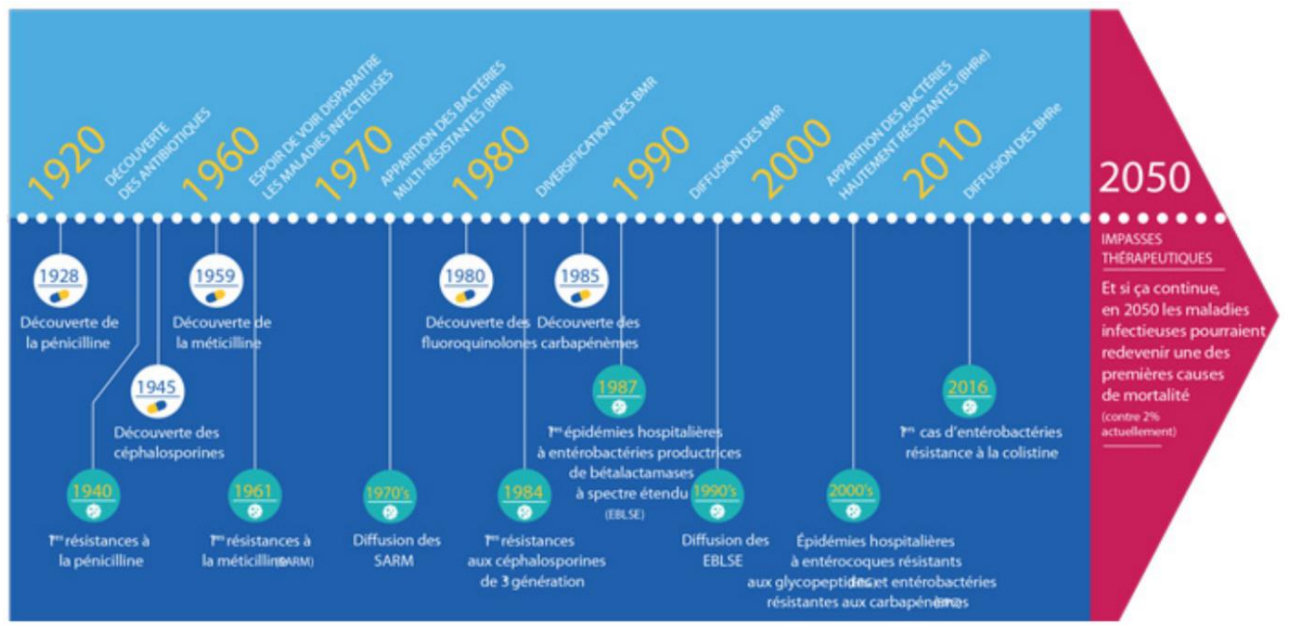 1920
DÉCOUVERTE
DES ANTIBIOTIQUES
1960
ESPOIR DE VOIR DISPARAITRE
LES MALADIES INFECTIEUSES
1970
APPARITION DES BACTÉRIES
MULTI-RÉSISTANTES (BMR)
1980
DIVERSIFICATION DES BMR
1990
DIFFUSION DES BMR
2000
APPARITION DES BACTÉRIES
HAUTEMENT RÉSISTANTES (BHRe)
2010
DIFFUSION DES BHRe
2050
IMPASSES
THÉRAPEUTIQUES
Et si ça continue,
en 2050 les maladies
infectieuses pourraient
redevenir une des
premières causes
de mortalité
(contre 2%
actuellement)
1928
Découverte de
la pénicilline
1959
Découverte de
la méticilline
1980
Découverte des
fluoroquinolones
1985
Découverte des
carbapénèmes
1945
Découverte des
céphalosporines
1987
1res épidémies hospitalières
à entérobactéries productrices
de bétalactamases
à spectre étendu
(EBLSE)
2016
1ers cas d'entérobactéries
résistance à la colistine
1940
1res résistances à
la pénicilline
1961
1res résistances à
la méticilline (SARM)
1970's
Diffusion des
SARM
1984
1res résistances
aux céphalosporines
de 3 génération
1990's
Diffusion des
EBLSE
2000's
Épidémies hospitalières
à entérocoques résistants
aux glycopeptides et entérobactéries
résistantes aux carbapénèmes